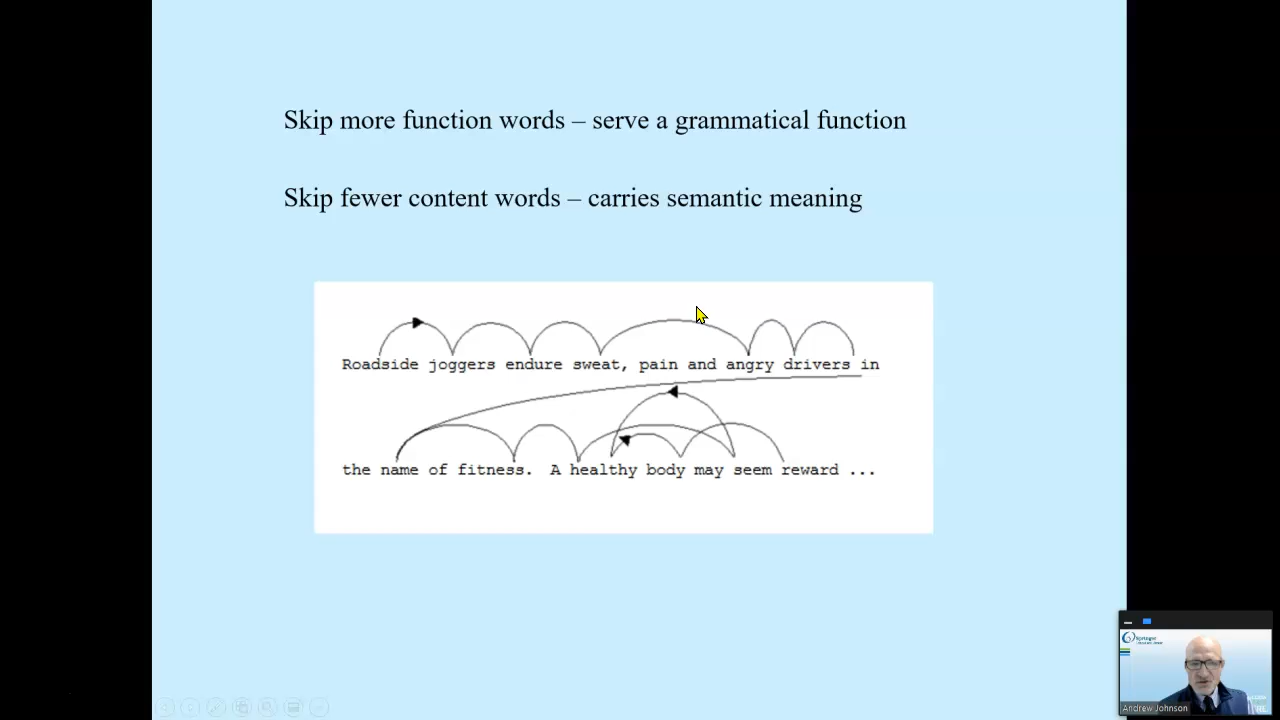 Skip more function words – serve a grammatical function
Skip fewer content words – carries semantic meaning
Roadside joggers endure sweat, pain and angry drivers in
the name of fitness. A healthy body may seem reward ...
Springer
Andrew Johnson